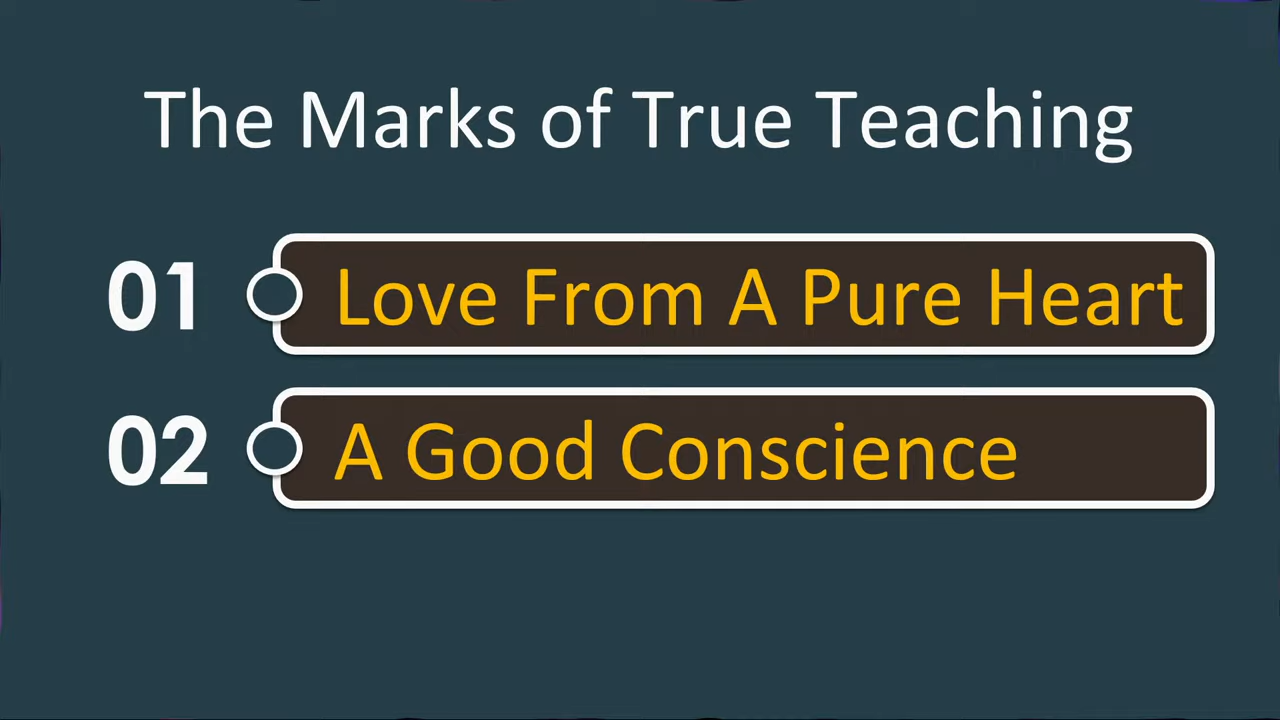 The Marks of True Teaching
01 Love From A Pure Heart
02 A Good Conscience